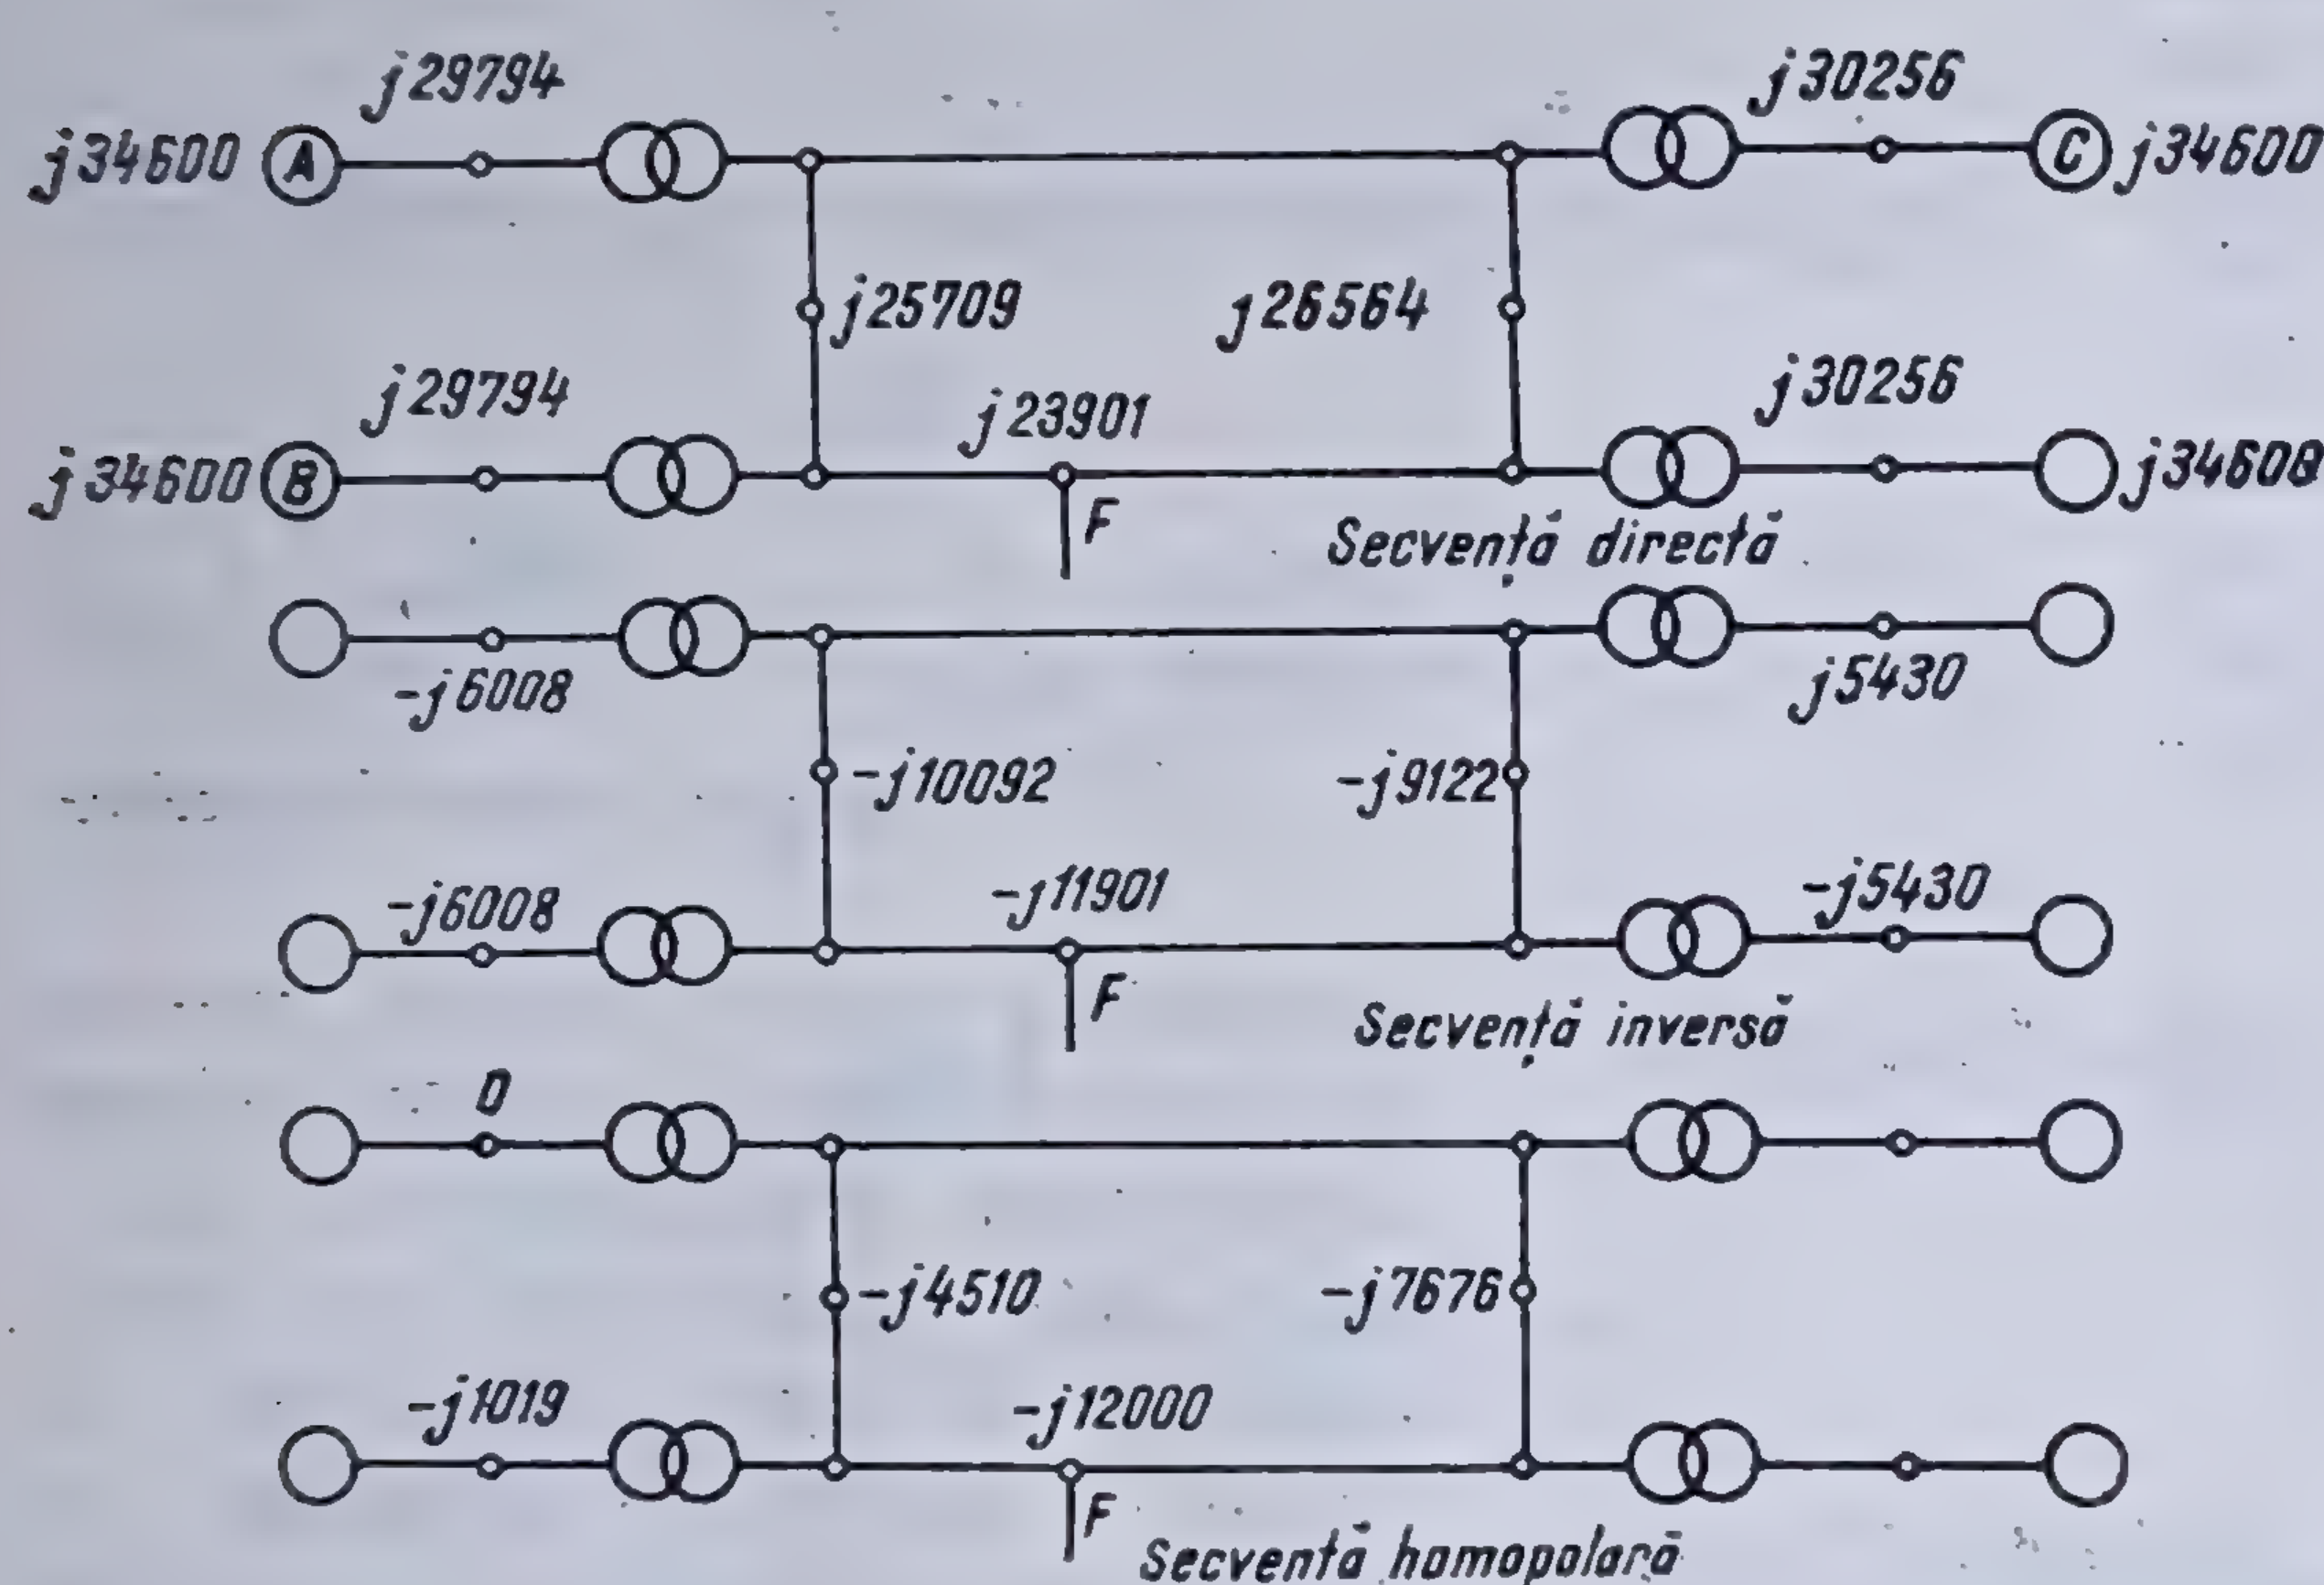 j29794
j30256
j34600
A
C
j34600
j25709
j26564
j29794
j30256
j23901
j34600
B
j34608
F
Secvență directă
-j6008
j5430
-j10092
-j9122
-j6008
-j11901
-j5430
F
Secvență inversă
D
-j4510
-j7676
-j1019
-j12000
F
Secvență homopolară